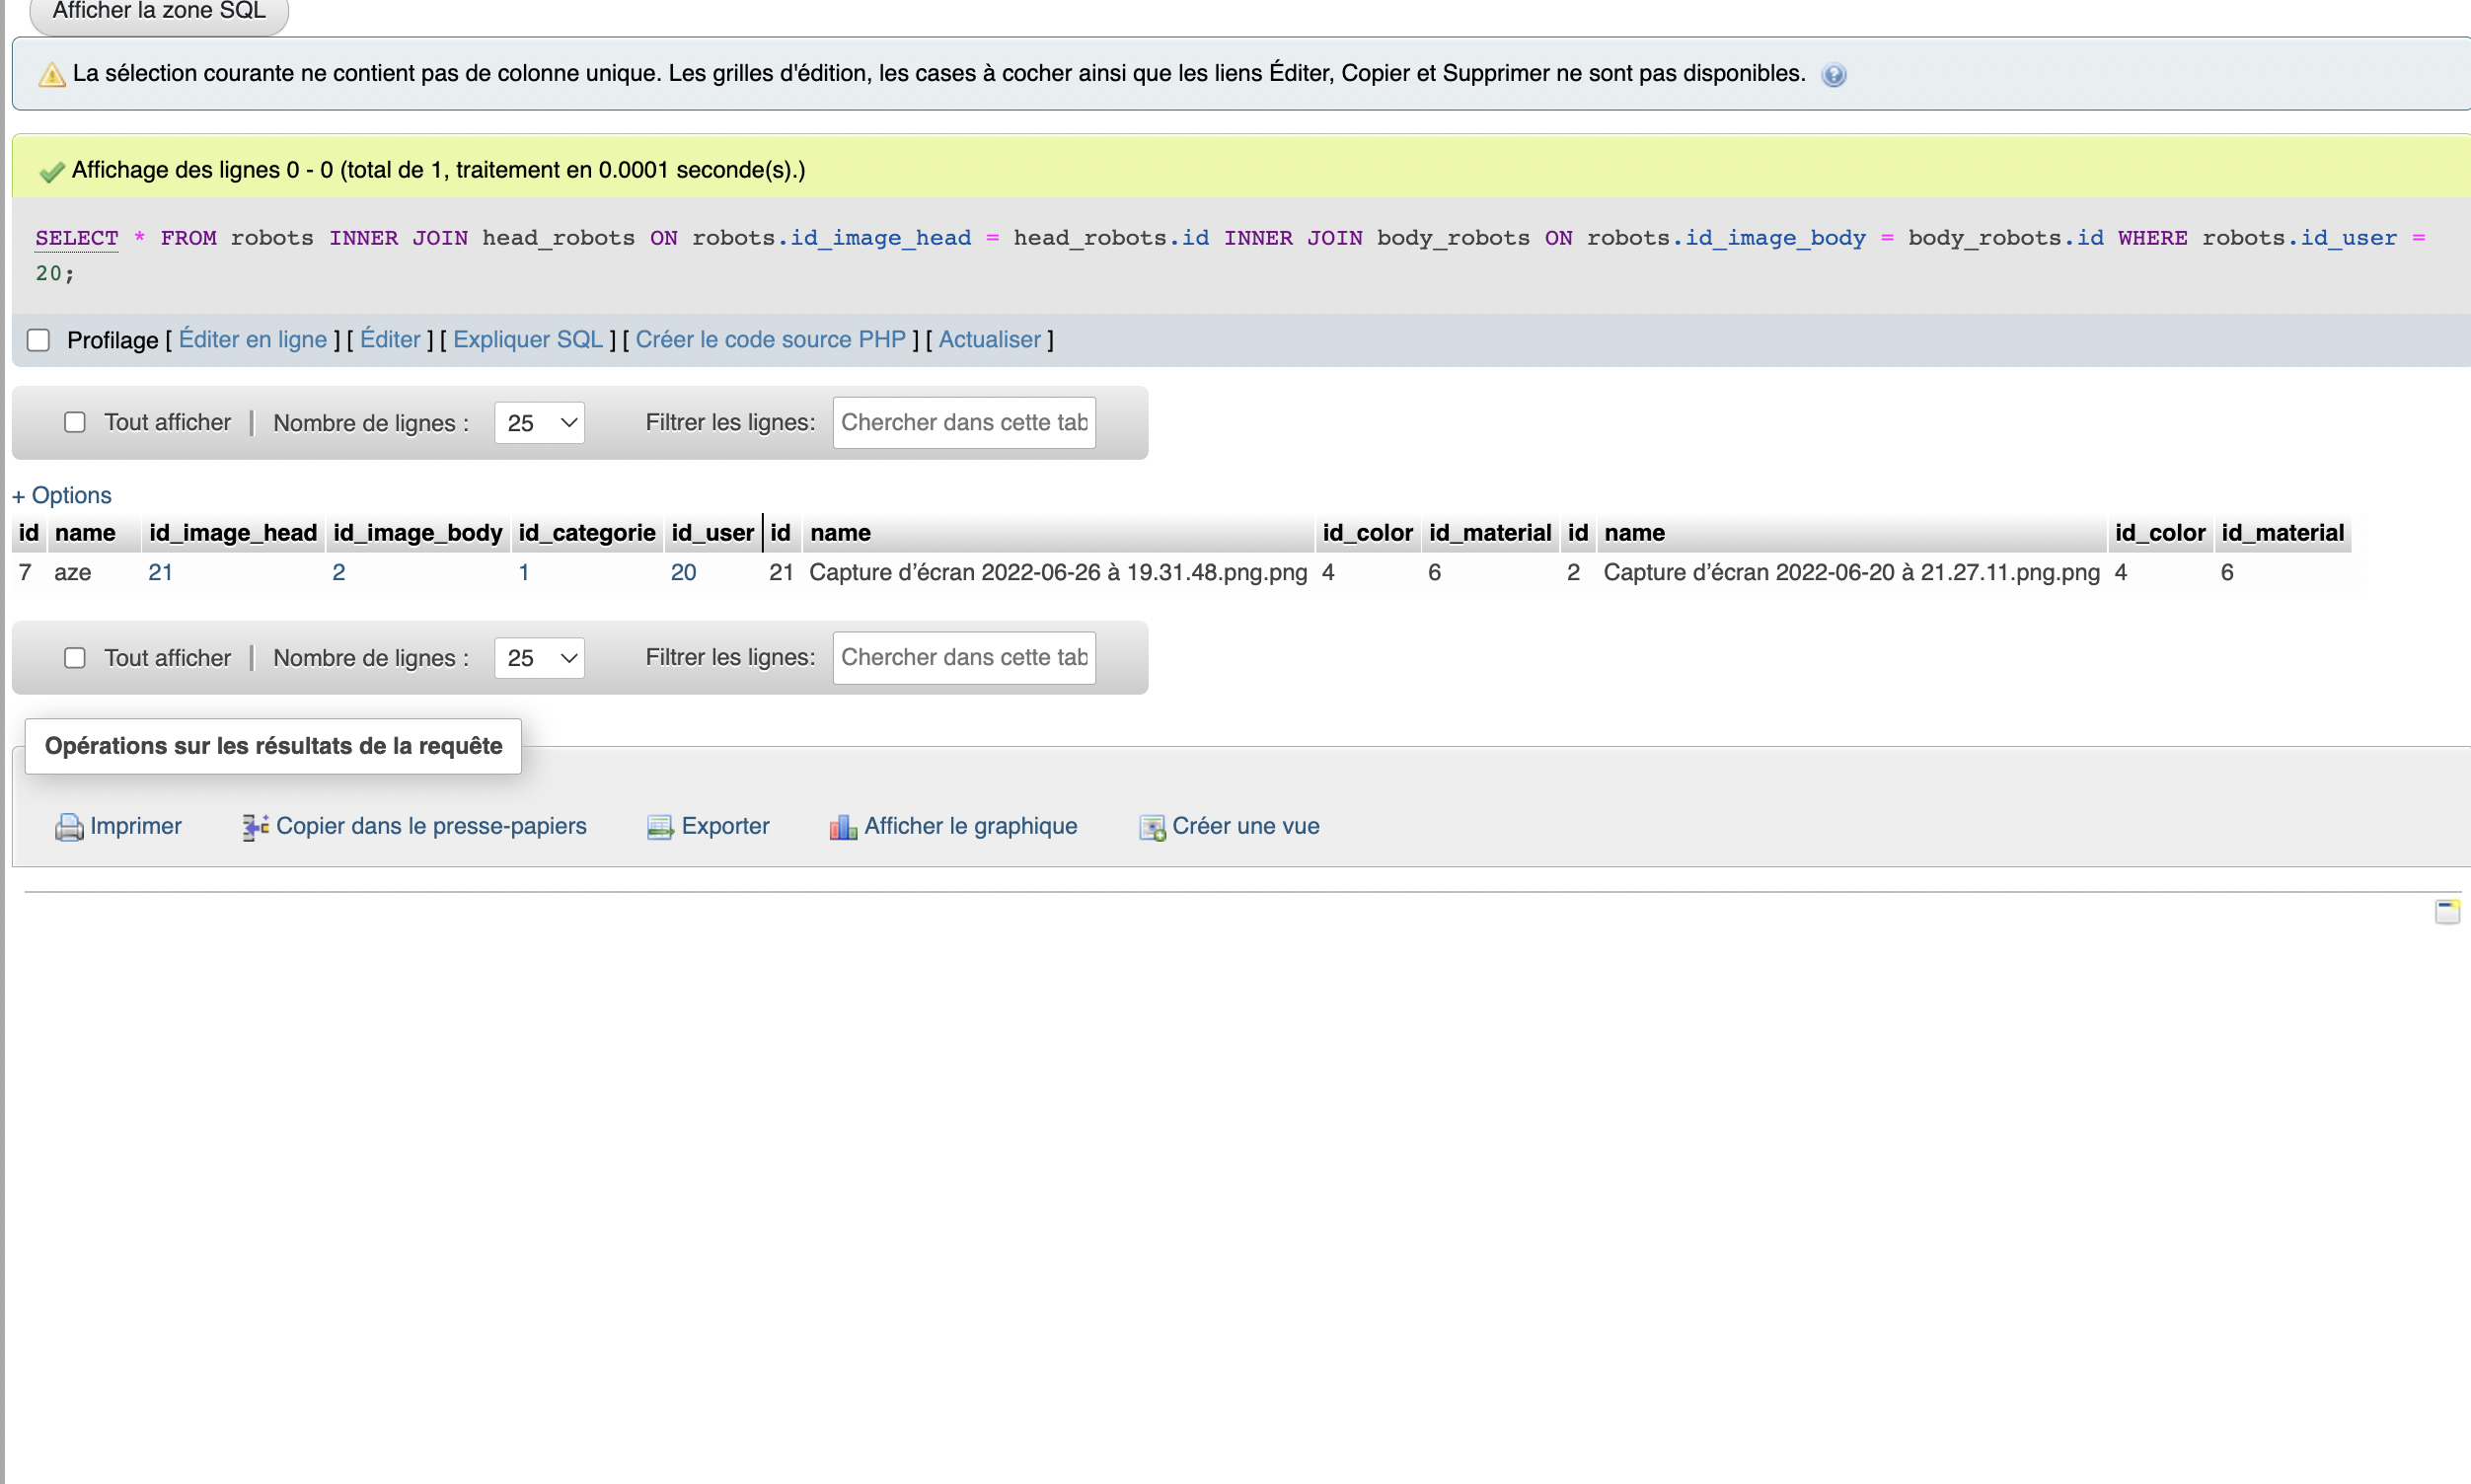 Afficher la zone SQL
La sélection courante ne contient pas de colonne unique. Les grilles d'édition, les cases à cocher ainsi que les liens Éditer, Copier et Supprimer ne sont pas disponibles.
Affichage des lignes 0 - 0 (total de 1, traitement en 0.0001 seconde(s).)
SELECT * FROM robots INNER JOIN head_robots ON robots.id_image_head = head_robots.id INNER JOIN body_robots ON robots.id_image_body = body_robots.id WHERE robots.id_user =
20;
Profilage [ Éditer en ligne ] [ Éditer ] [ Expliquer SQL ] [ Créer le code source PHP ] [ Actualiser ]
Tout afficher | Nombre de lignes : 25 Filtrer les lignes: Chercher dans cette tab
+ Options
id name id_image_head id_image_body id_categorie id_user id name id_color id_material id name id_color id_material
7 aze 21 2 1 20 21 Capture d’écran 2022-06-26 à 19.31.48.png.png 4 6 2 Capture d’écran 2022-06-20 à 21.27.11.png.png 4 6
Tout afficher | Nombre de lignes : 25 Filtrer les lignes: Chercher dans cette tab
Opérations sur les résultats de la requête
Imprimer Copier dans le presse-papiers Exporter Afficher le graphique Créer une vue